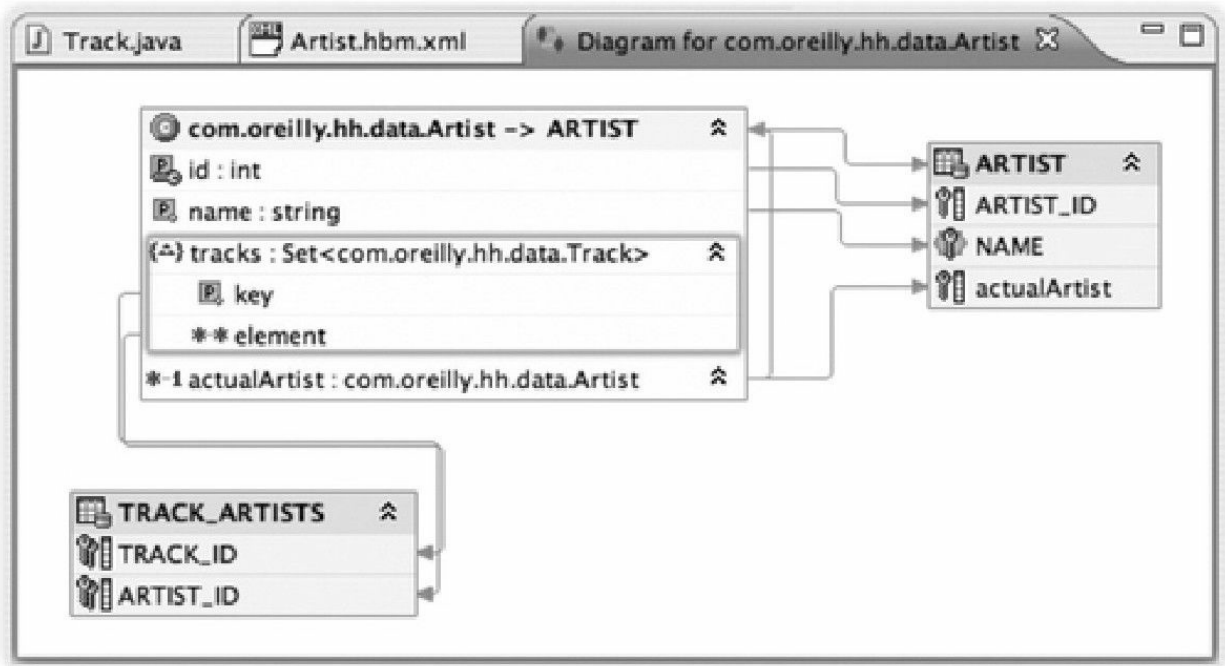 Track.java
Artist.hbm.xml
Diagram for com.oreilly.hh.data.Artist
com.oreilly.hh.data.Artist -> ARTIST
id : int
name : string
tracks : Set<com.oreilly.hh.data.Track>
key
element
actualArtist : com.oreilly.hh.data.Artist
ARTIST
ARTIST_ID
NAME
actualArtist
TRACK_ARTISTS
TRACK_ID
ARTIST_ID